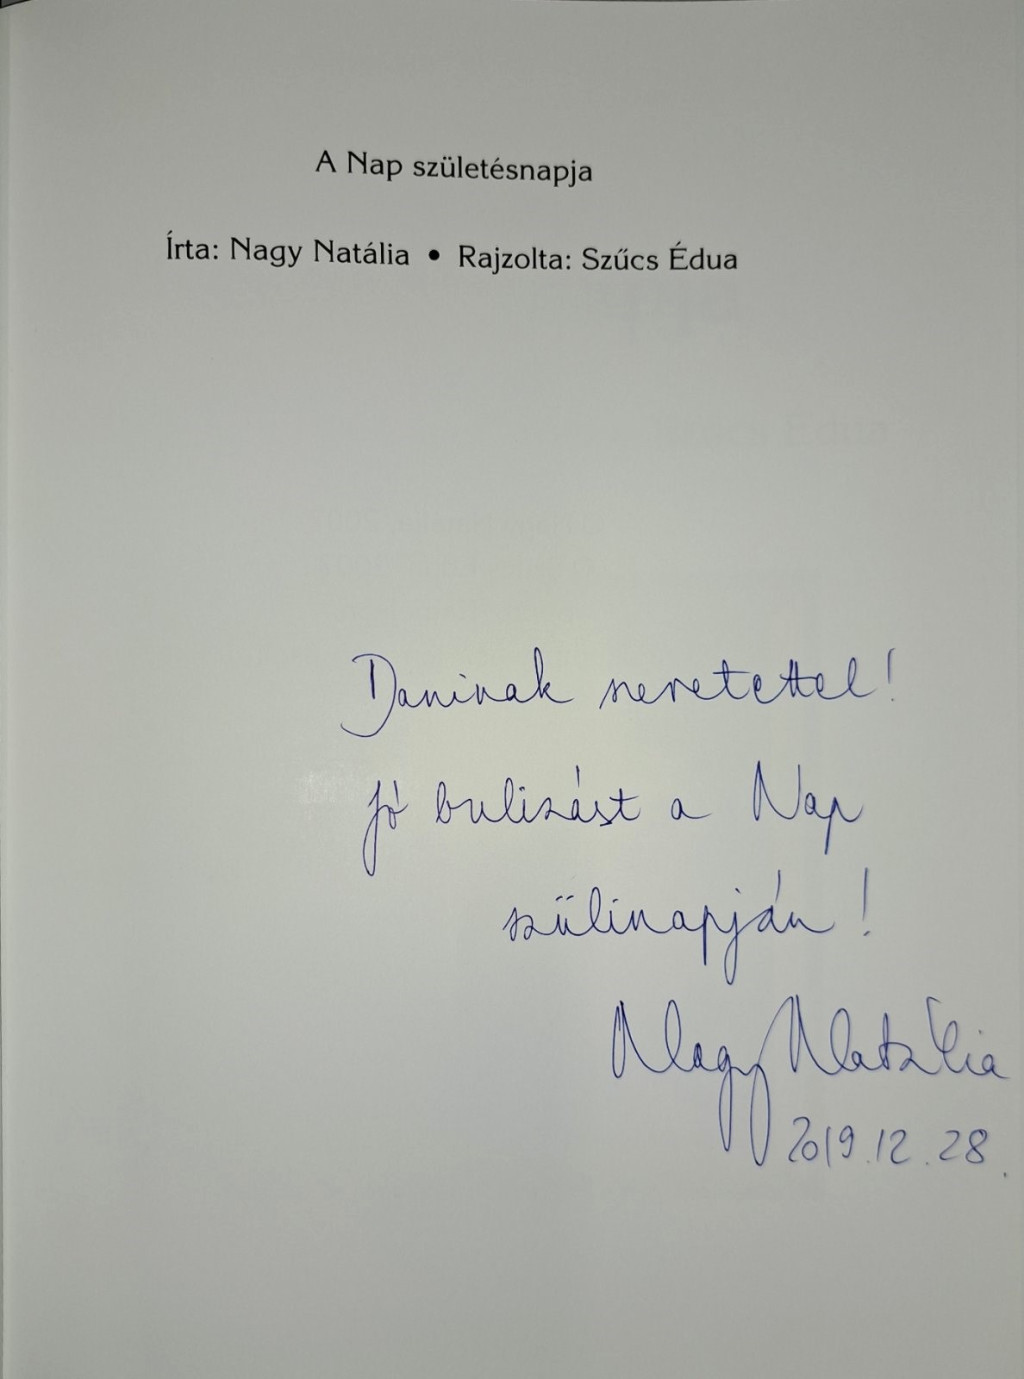 A Nap születésnapja
Írta: Nagy Natália • Rajzolta: Szűcs Édua
Daninak szeretettel!
Jó bulizást a Nap
szülinapján!
Nagy Natália
2019.12.28.